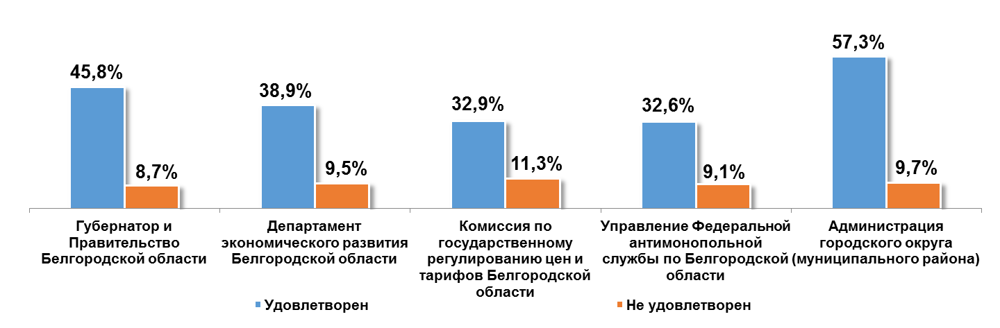 45,8%
8,7%
38,9%
9,5%
32,9%
11,3%
32,6%
9,1%
57,3%
9,7%
Губернатор и
Правительство
Белгородской области
Департамент
экономического развития
Белгородской области
Комиссия по
государственному
регулированию цен и
тарифов Белгородской
области
Управление Федеральной
антимонопольной
службы по Белгородской
области
Администрация
городского округа
(муниципального района)
Удовлетворен
Не удовлетворен